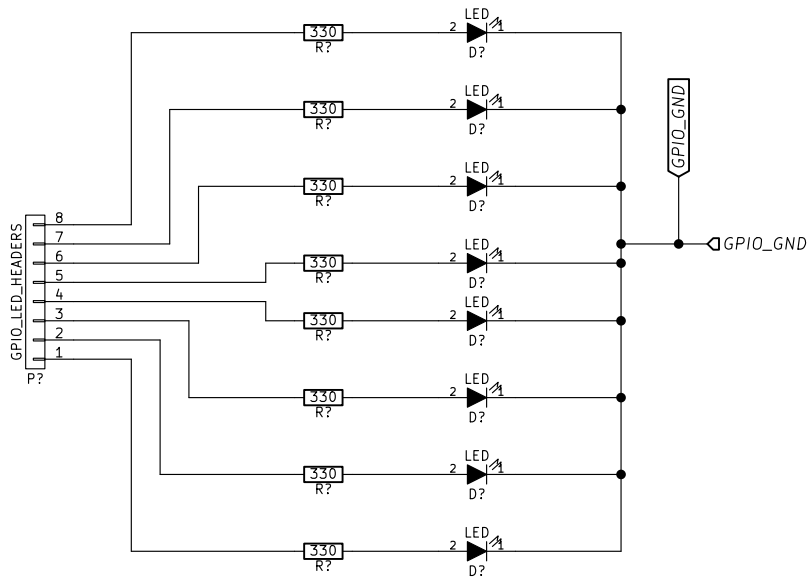 LED
330
2
1
R?
D?
LED
330
2
1
R?
D?
GPIO_GND
LED
330
2
1
R?
D?
GPIO_LED_HEADERS
8
7
6
5
4
3
2
1
P?
GPIO_GND
LED
330
2
1
R?
D?
LED
330
2
1
R?
D?
LED
330
2
1
R?
D?
LED
330
2
1
R?
D?
LED
330
2
1
R?
D?